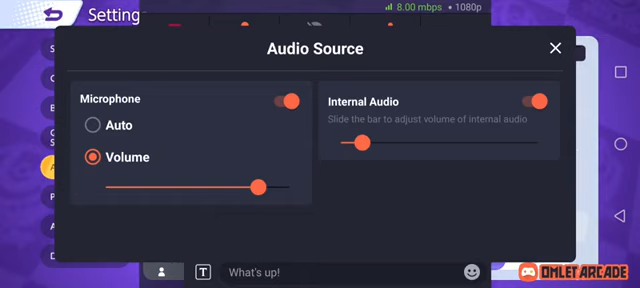 Setting
8.00 mbps • 1080p
Audio Source
Microphone
Auto
Volume
Internal Audio
Slide the bar to adjust volume of internal audio
S
C
B
G
S
A
P
A
D
T
What's up!
OMLET ARCADE